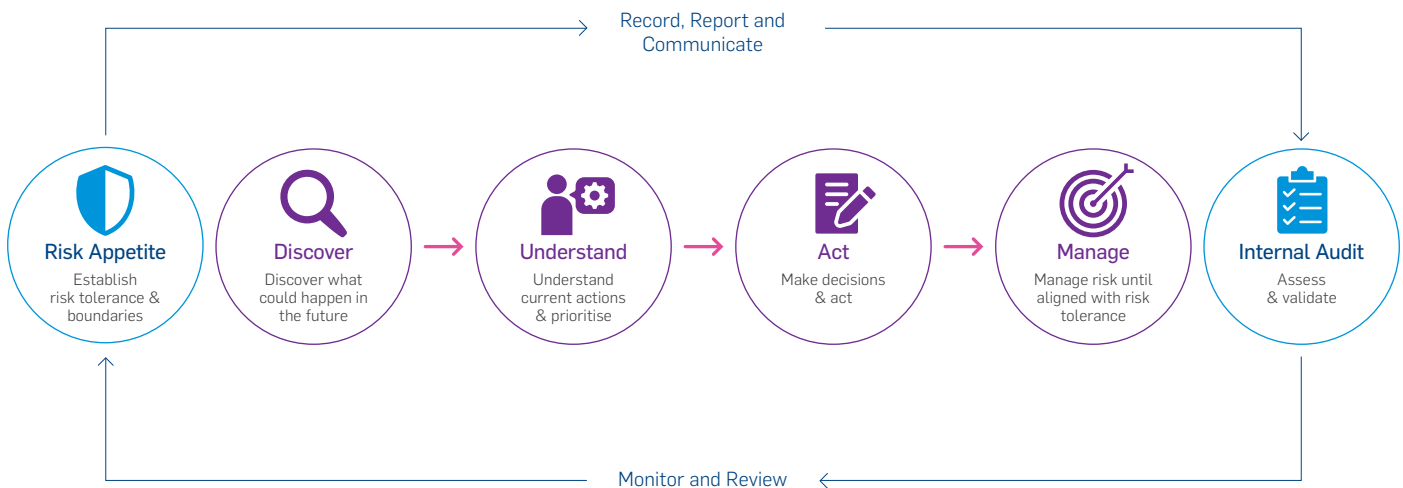 Record, Report and
Communicate
Risk Appetite
Establish
risk tolerance &
boundaries
Discover
Discover what
could happen in
the future
Understand
Understand
current actions
& prioritise
Act
Make decisions
& act
Manage
Manage risk until
aligned with risk
tolerance
Internal Audit
Assess
& validate
Monitor and Review